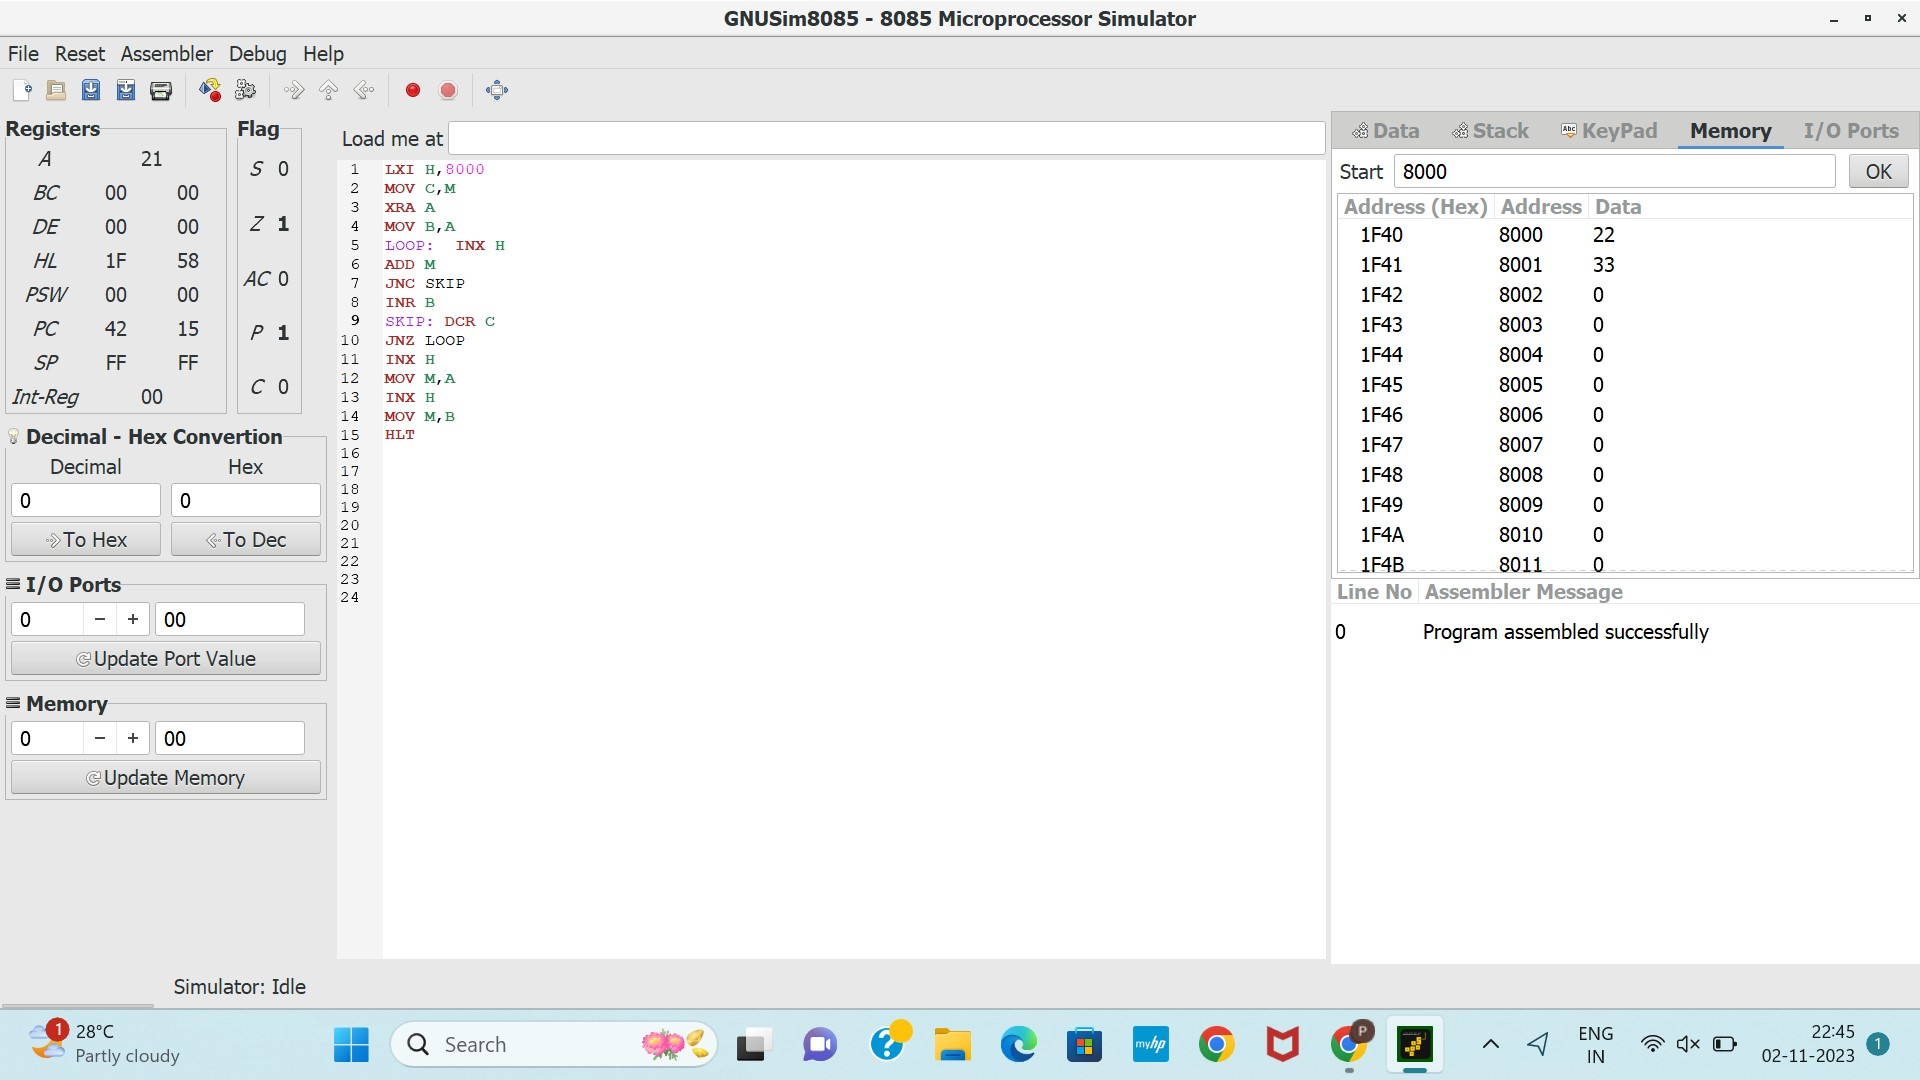 GNUSim8085 - 8085 Microprocessor Simulator
File Reset Assembler Debug Help
Registers
A 21
BC 00 00
DE 00 00
HL 1F 58
PSW 00 00
PC 42 15
SP FF FF
Int-Reg 00
Flag
S 0
Z 1
AC 0
P 1
C 0
Decimal - Hex Convertion
Decimal Hex
0 0
To Hex To Dec
I/O Ports
0 − + 00
Update Port Value
Memory
0 − + 00
Update Memory
Load me at
1 LXI H,8000
2 MOV C,M
3 XRA A
4 MOV B,A
5 LOOP: INX H
6 ADD M
7 JNC SKIP
8 INR B
9 SKIP: DCR C
10 JNZ LOOP
11 INX H
12 MOV M,A
13 INX H
14 MOV M,B
15 HLT
16
17
18
19
20
21
22
23
24
Data Stack Abc KeyPad Memory I/O Ports
Start 8000 OK
Address (Hex) Address Data
1F40 8000 22
1F41 8001 33
1F42 8002 0
1F43 8003 0
1F44 8004 0
1F45 8005 0
1F46 8006 0
1F47 8007 0
1F48 8008 0
1F49 8009 0
1F4A 8010 0
1F4B 8011 0
Line No Assembler Message
0 Program assembled successfully
Simulator: Idle
1 28°C
Partly cloudy
Search
myhp
P
ENG
IN
22:45
02-11-2023
1